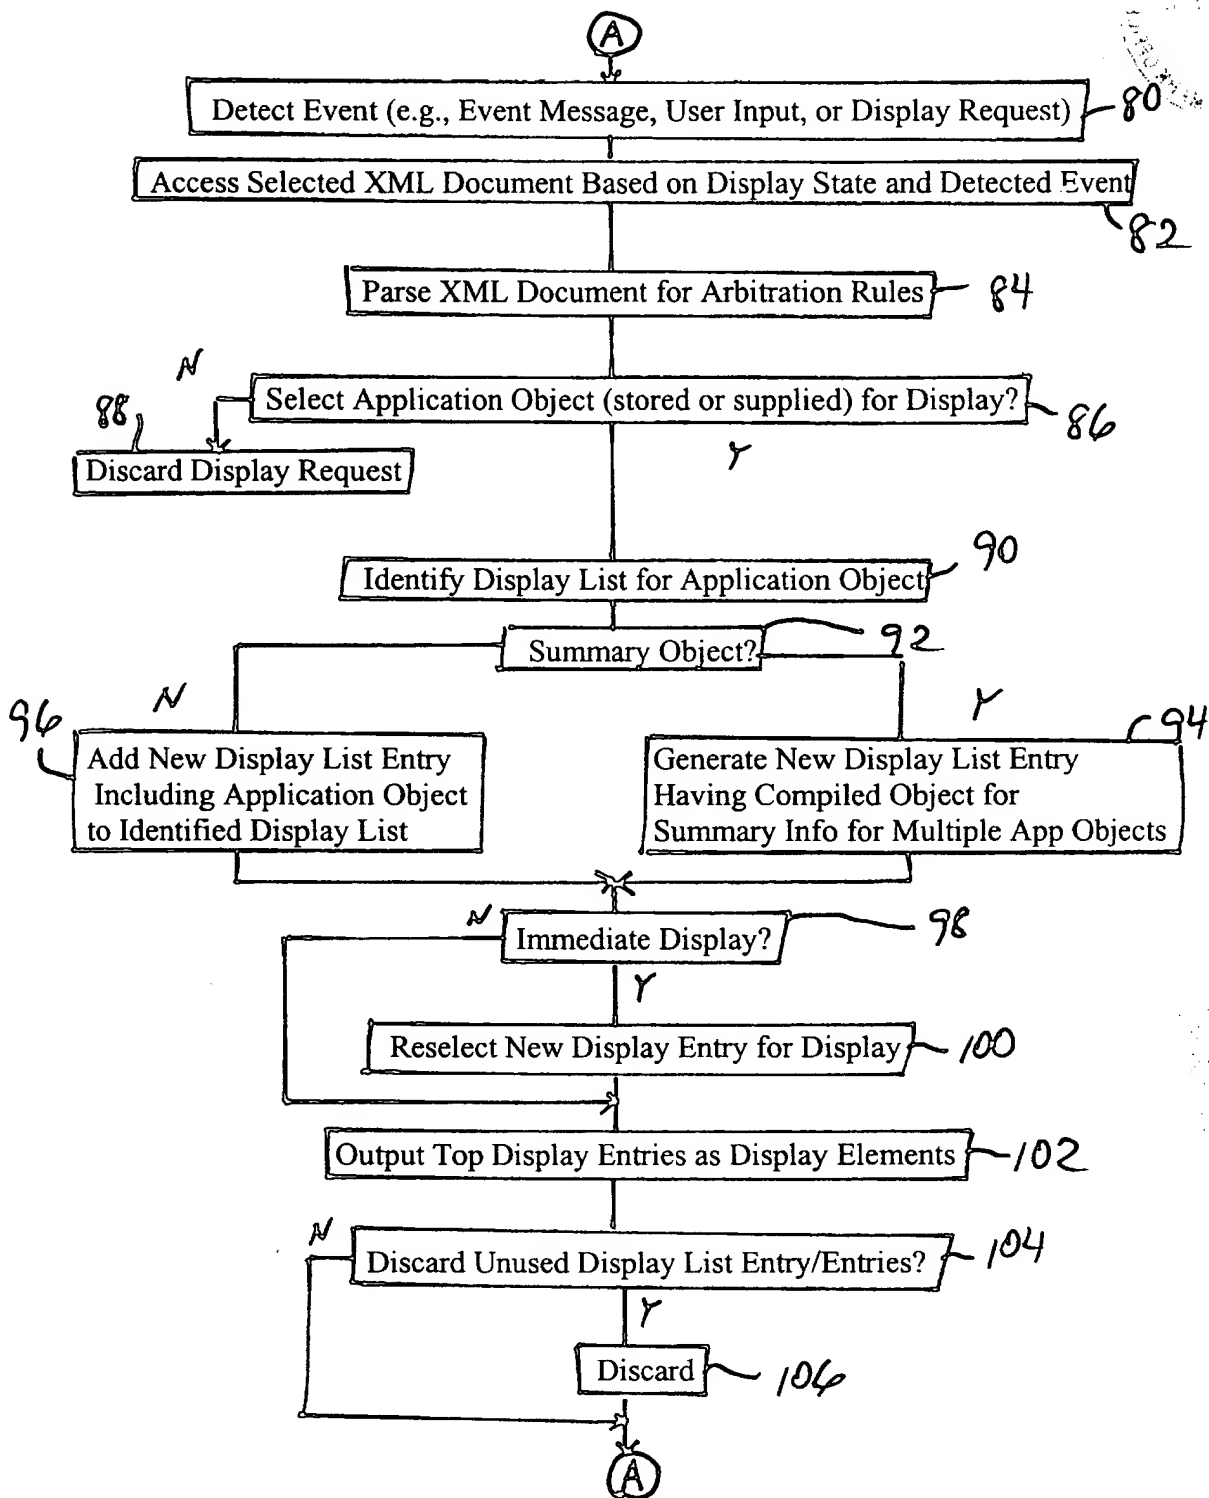 A
Detect Event (e.g., Event Message, User Input, or Display Request)
80
Access Selected XML Document Based on Display State and Detected Event
82
Parse XML Document for Arbitration Rules
84
N
Select Application Object (stored or supplied) for Display?
86
88
Y
Discard Display Request
90
Identify Display List for Application Object
Summary Object?
92
N
Y
96
94
Add New Display List Entry
Including Application Object
to Identified Display List
Generate New Display List Entry
Having Compiled Object for
Summary Info for Multiple App Objects
N
Immediate Display?
98
Y
Reselect New Display Entry for Display
100
Output Top Display Entries as Display Elements
102
N
Discard Unused Display List Entry/Entries?
104
Y
Discard
106
A